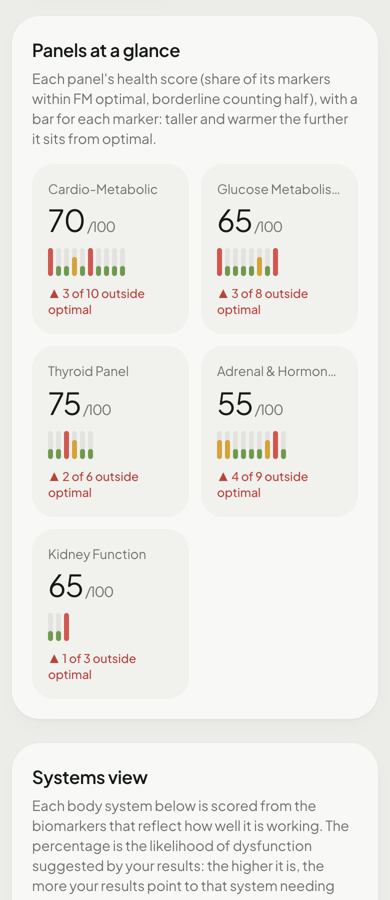 Panels at a glance
Each panel's health score (share of its markers
within FM optimal, borderline counting half), with a
bar for each marker: taller and warmer the further
it sits from optimal.
Cardio-Metabolic
70 /100
▲ 3 of 10 outside
optimal
Glucose Metabolis...
65 /100
▲ 3 of 8 outside
optimal
Thyroid Panel
75 /100
▲ 2 of 6 outside
optimal
Adrenal & Hormon...
55 /100
▲ 4 of 9 outside
optimal
Kidney Function
65 /100
▲ 1 of 3 outside
optimal
Systems view
Each body system below is scored from the
biomarkers that reflect how well it is working. The
percentage is the likelihood of dysfunction
suggested by your results: the higher it is, the
more your results point to that system needing